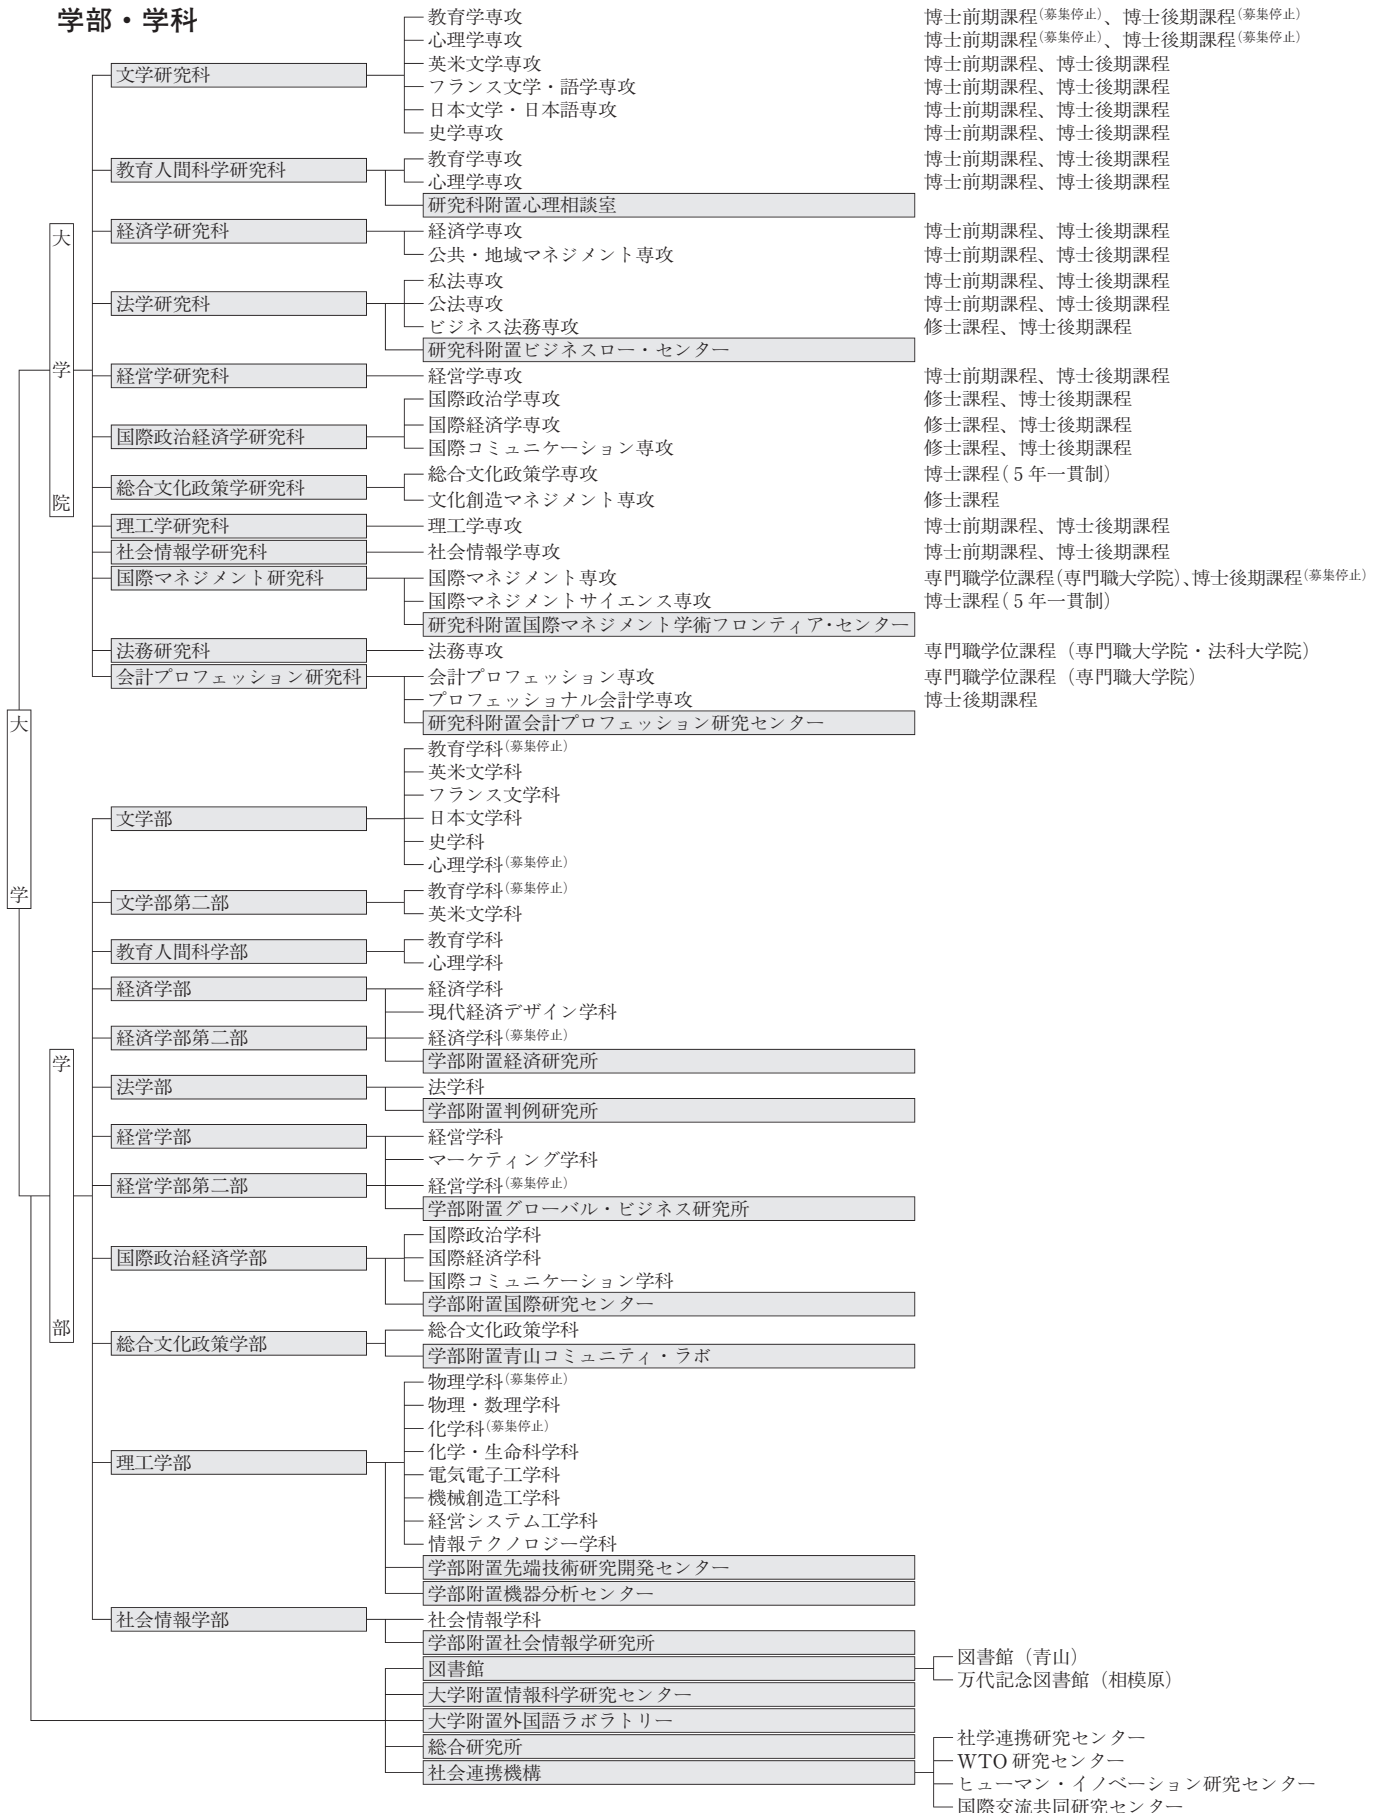 学部・学科
大学
大学院
文学研究科
教育学専攻 博士前期課程(募集停止)、博士後期課程(募集停止)
心理学専攻 博士前期課程(募集停止)、博士後期課程(募集停止)
英米文学専攻 博士前期課程、博士後期課程
フランス文学・語学専攻 博士前期課程、博士後期課程
日本文学・日本語専攻 博士前期課程、博士後期課程
史学専攻 博士前期課程、博士後期課程
教育人間科学研究科
教育学専攻 博士前期課程、博士後期課程
心理学専攻 博士前期課程、博士後期課程
研究科附置心理相談室
経済学研究科
経済学専攻 博士前期課程、博士後期課程
公共・地域マネジメント専攻 博士前期課程、博士後期課程
法学研究科
私法専攻 博士前期課程、博士後期課程
公法専攻 博士前期課程、博士後期課程
ビジネス法務専攻 修士課程、博士後期課程
研究科附置ビジネスロー・センター
経営学研究科
経営学専攻 博士前期課程、博士後期課程
国際政治経済学研究科
国際政治学専攻 修士課程、博士後期課程
国際経済学専攻 修士課程、博士後期課程
国際コミュニケーション専攻 修士課程、博士後期課程
総合文化政策学研究科
総合文化政策学専攻 博士課程(5年一貫制)
文化創造マネジメント専攻 修士課程
理工学研究科
理工学専攻 博士前期課程、博士後期課程
社会情報学研究科
社会情報学専攻 博士前期課程、博士後期課程
国際マネジメント研究科
国際マネジメント専攻 専門職学位課程(専門職大学院)、博士後期課程(募集停止)
国際マネジメントサイエンス専攻 博士課程(5年一貫制)
研究科附置国際マネジメント学術フロンティア・センター
法務研究科
法務専攻 専門職学位課程（専門職大学院・法科大学院）
会計プロフェッション研究科
会計プロフェッション専攻 専門職学位課程（専門職大学院）
プロフェッショナル会計学専攻 博士後期課程
研究科附置会計プロフェッション研究センター
学部
文学部
教育学科(募集停止)
英米文学科
フランス文学科
日本文学科
史学科
心理学科(募集停止)
文学部第二部
教育学科(募集停止)
英米文学科
教育人間科学部
教育学科
心理学科
経済学部
経済学科
現代経済デザイン学科
経済学部第二部
経済学科(募集停止)
学部附置経済研究所
法学部
法学科
学部附置判例研究所
経営学部
経営学科
マーケティング学科
経営学部第二部
経営学科(募集停止)
学部附置グローバル・ビジネス研究所
国際政治経済学部
国際政治学科
国際経済学科
国際コミュニケーション学科
学部附置国際研究センター
総合文化政策学部
総合文化政策学科
学部附置青山コミュニティ・ラボ
理工学部
物理学科(募集停止)
物理・数理学科
化学科(募集停止)
化学・生命科学科
電気電子工学科
機械創造工学科
経営システム工学科
情報テクノロジー学科
学部附置先端技術研究開発センター
学部附置機器分析センター
社会情報学部
社会情報学科
学部附置社会情報学研究所
図書館
図書館（青山）
万代記念図書館（相模原）
大学附置情報科学研究センター
大学附置外国語ラボラトリー
総合研究所
社会連携機構
社学連携研究センター
WTO 研究センター
ヒューマン・イノベーション研究センター
国際交流共同研究センター